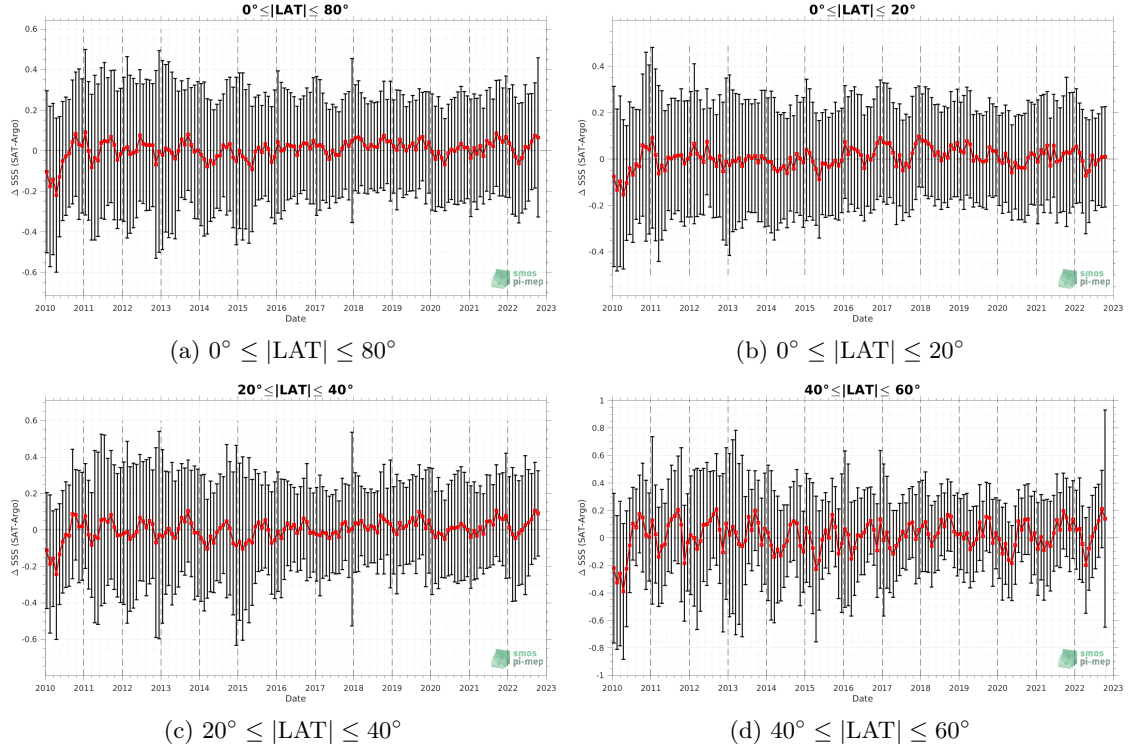 0°≤|LAT|≤ 80°
Δ SSS (SAT-Argo)
0.6
0.4
0.2
0
-0.2
-0.4
-0.6
2010 2011 2012 2013 2014 2015 2016 2017 2018 2019 2020 2021 2022 2023
Date
smos
pi-mep
(a) 0° ≤ |LAT| ≤ 80°
0°≤|LAT|≤ 20°
Δ SSS (SAT-Argo)
0.4
0.2
0
-0.2
-0.4
2010 2011 2012 2013 2014 2015 2016 2017 2018 2019 2020 2021 2022 2023
Date
smos
pi-mep
(b) 0° ≤ |LAT| ≤ 20°
20°≤|LAT|≤ 40°
Δ SSS (SAT-Argo)
0.6
0.4
0.2
0
-0.2
-0.4
-0.6
2010 2011 2012 2013 2014 2015 2016 2017 2018 2019 2020 2021 2022 2023
Date
smos
pi-mep
(c) 20° ≤ |LAT| ≤ 40°
40°≤|LAT|≤ 60°
Δ SSS (SAT-Argo)
1
0.8
0.6
0.4
0.2
0
-0.2
-0.4
-0.6
-0.8
-1
2010 2011 2012 2013 2014 2015 2016 2017 2018 2019 2020 2021 2022 2023
Date
smos
pi-mep
(d) 40° ≤ |LAT| ≤ 60°